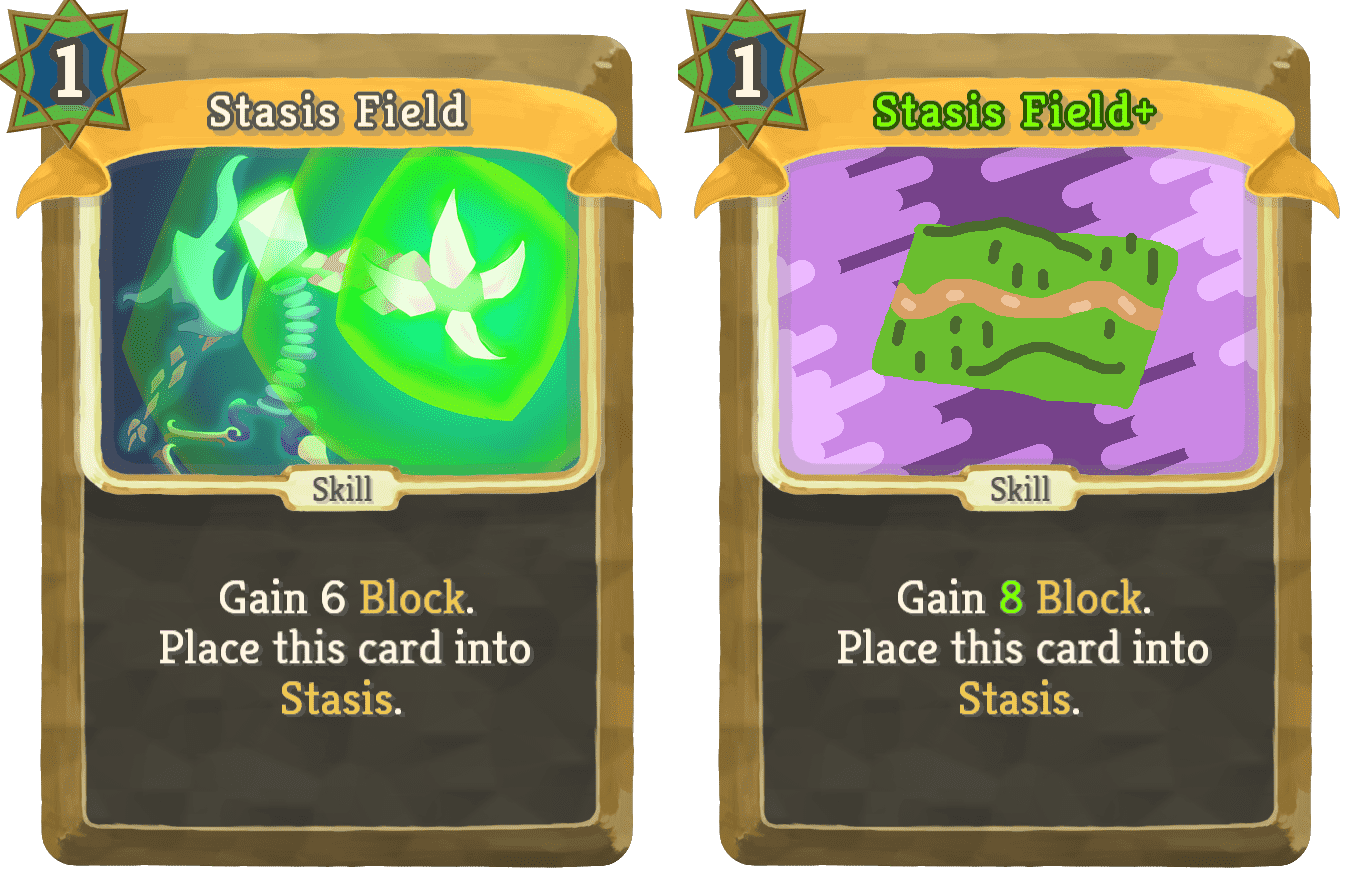 1
Stasis Field
Skill
Gain 6 Block.
Place this card into
Stasis.
1
Stasis Field+
Skill
Gain 8 Block.
Place this card into
Stasis.